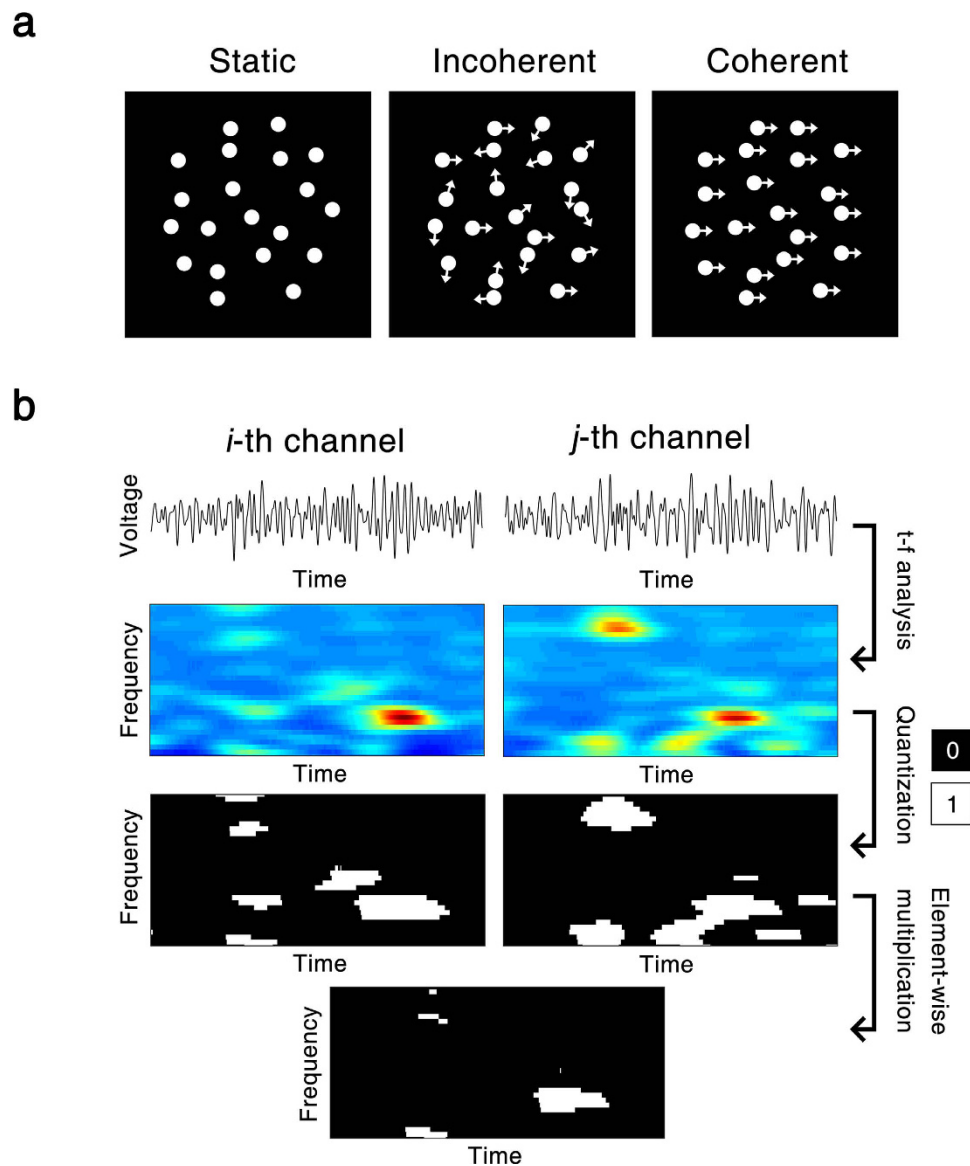 a
Static Incoherent Coherent
b
i-th channel j-th channel
Voltage
Time Time
t-f analysis
Frequency
Time Time
Quantization
0
1
Frequency
Time Time
Element-wise
multiplication
Frequency
Time